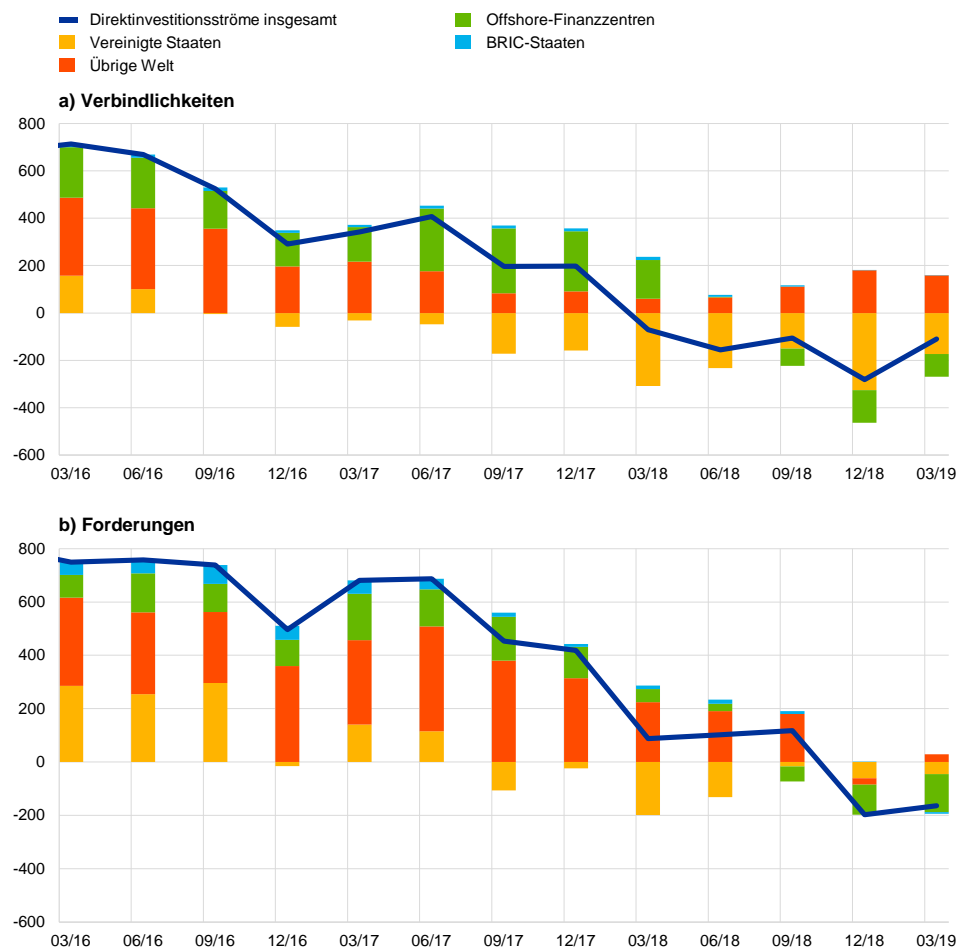 Direktinvestitionsströme insgesamt
Vereinigte Staaten
Übrige Welt
Offshore-Finanzzentren
BRIC-Staaten
a) Verbindlichkeiten
800
600
400
200
0
-200
-400
-600
03/16 06/16 09/16 12/16 03/17 06/17 09/17 12/17 03/18 06/18 09/18 12/18 03/19
b) Forderungen
800
600
400
200
0
-200
-400
-600
03/16 06/16 09/16 12/16 03/17 06/17 09/17 12/17 03/18 06/18 09/18 12/18 03/19